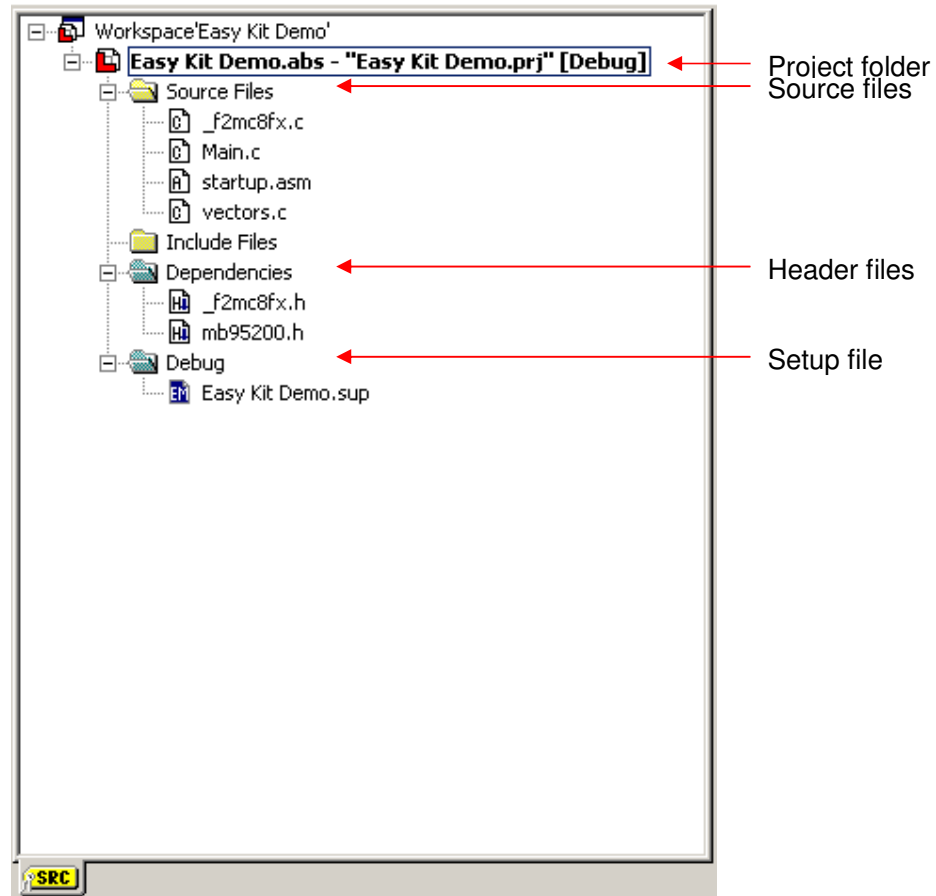 Workspace'Easy Kit Demo'
Easy Kit Demo.abs - "Easy Kit Demo.prj" [Debug]
Project folder
Source Files
Source files
_f2mc8fx.c
Main.c
startup.asm
vectors.c
Include Files
Dependencies
Header files
_f2mc8fx.h
mb95200.h
Debug
Setup file
Easy Kit Demo.sup
SRC